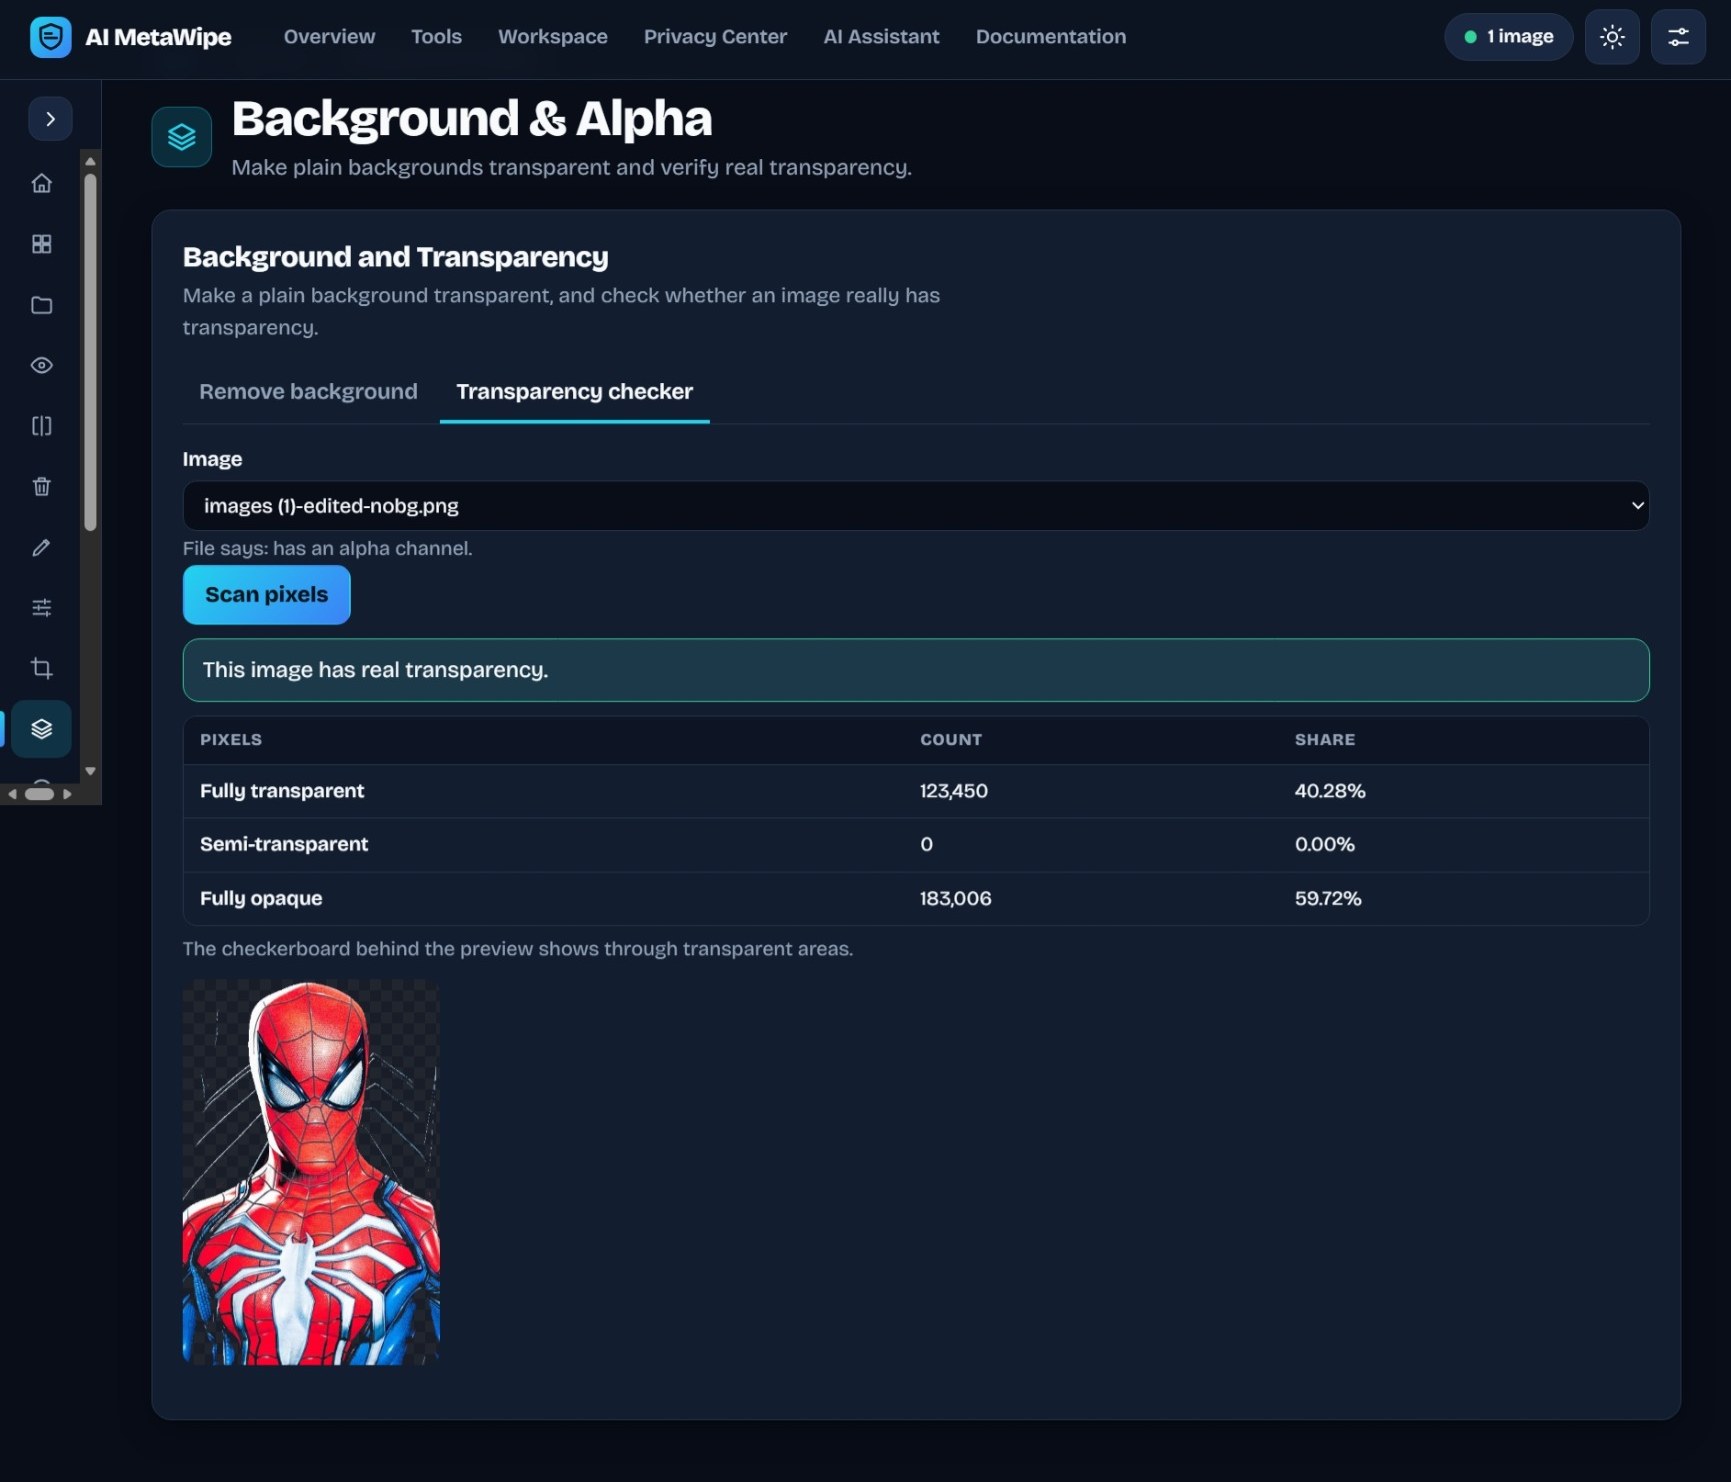 AI MetaWipe
Overview
Tools
Workspace
Privacy Center
AI Assistant
Documentation
1 image
Background & Alpha
Make plain backgrounds transparent and verify real transparency.
Background and Transparency
Make a plain background transparent, and check whether an image really has
transparency.
Remove background
Transparency checker
Image
images (1)-edited-nobg.png
File says: has an alpha channel.
Scan pixels
This image has real transparency.
PIXELS COUNT SHARE
Fully transparent 123,450 40.28%
Semi-transparent 0 0.00%
Fully opaque 183,006 59.72%
The checkerboard behind the preview shows through transparent areas.